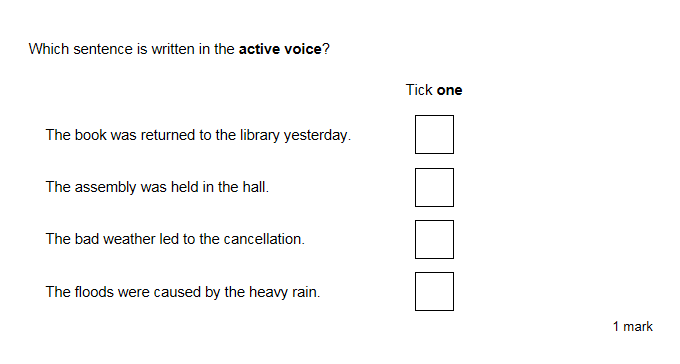 Which sentence is written in the active voice?
Tick one
The book was returned to the library yesterday.
The assembly was held in the hall.
The bad weather led to the cancellation.
The floods were caused by the heavy rain.
1 mark